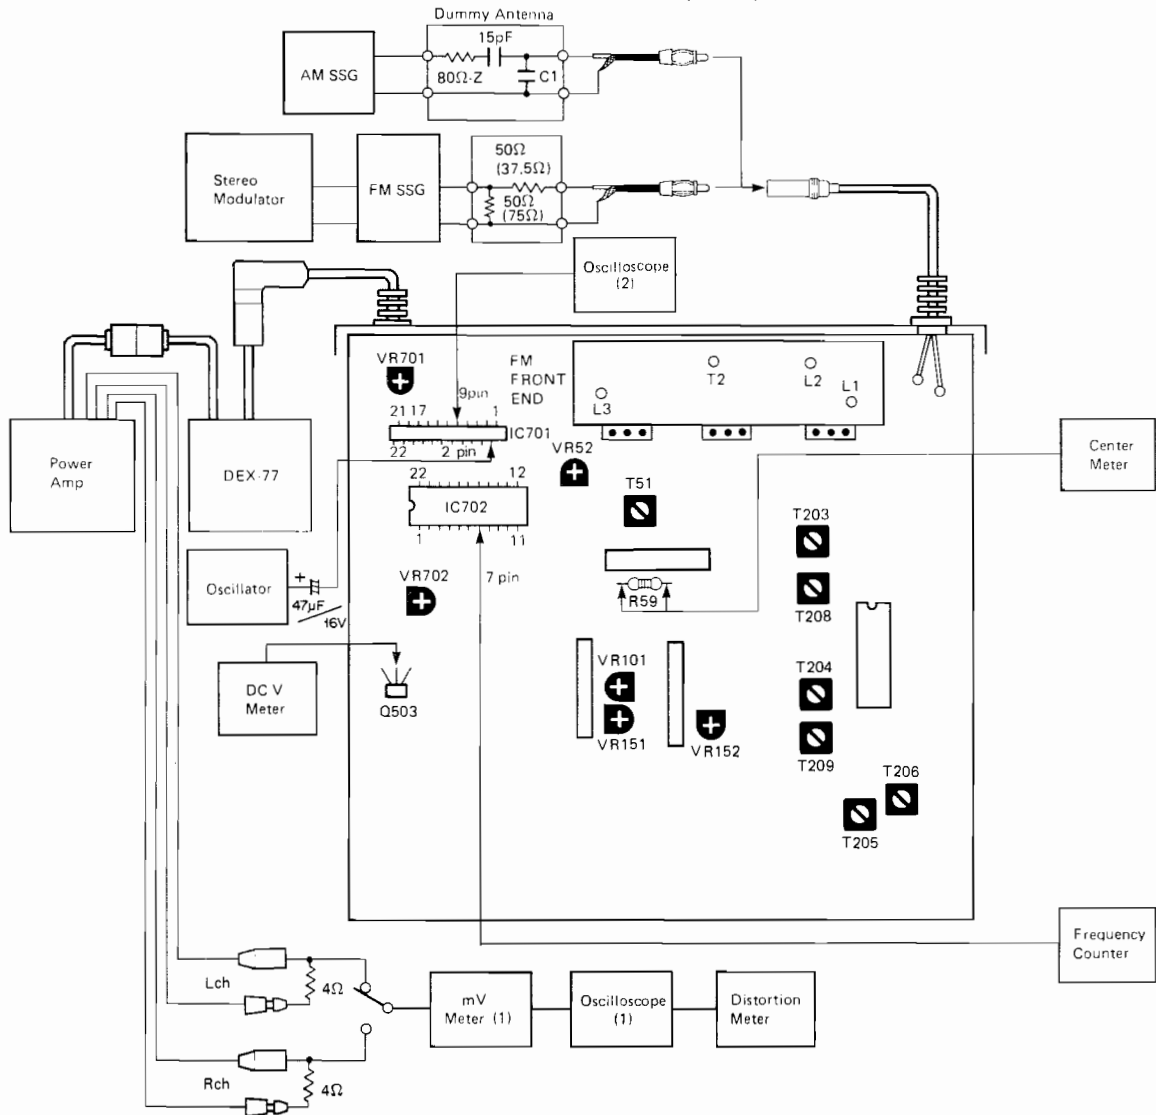 Dummy Antenna
15pF
AM SSG
80Ω-Z
C1
Stereo
Modulator
FM SSG
50Ω
(37.5Ω)
50Ω
(75Ω)
Oscilloscope
(2)
VR701
FM
FRONT
END
T2
L2
L1
L3
9pin
21 17
1
IC701
22
2 pin
VR52
Power
Amp
DEX-77
22
12
IC702
1
11
T51
Center
Meter
T203
Oscillator
+
47µF
16V
VR702
7 pin
R59
T208
DC V
Meter
Q503
VR101
VR151
VR152
T204
T209
T206
T205
Frequency
Counter
Lch
4Ω
mV
Meter (1)
Oscilloscope
(1)
Distortion
Meter
Rch
4Ω